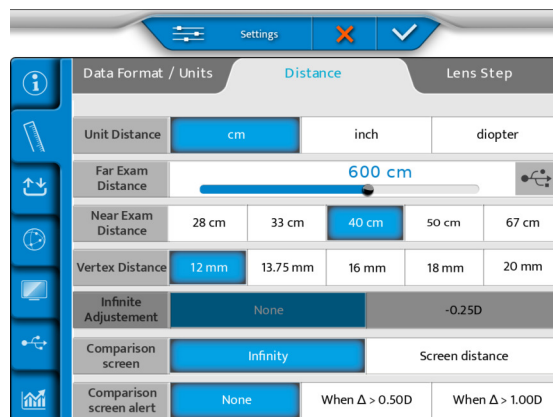 Settings
Data Format / Units
Distance
Lens Step
Unit Distance
cm
inch
diopter
Far Exam
Distance
600 cm
Near Exam
Distance
28 cm
33 cm
40 cm
50 cm
67 cm
Vertex Distance
12 mm
13.75 mm
16 mm
18 mm
20 mm
Infinite
Adjustement
None
-0.25D
Comparison
screen
Infinity
Screen distance
Comparison
screen alert
None
When Δ > 0.50D
When Δ > 1.00D